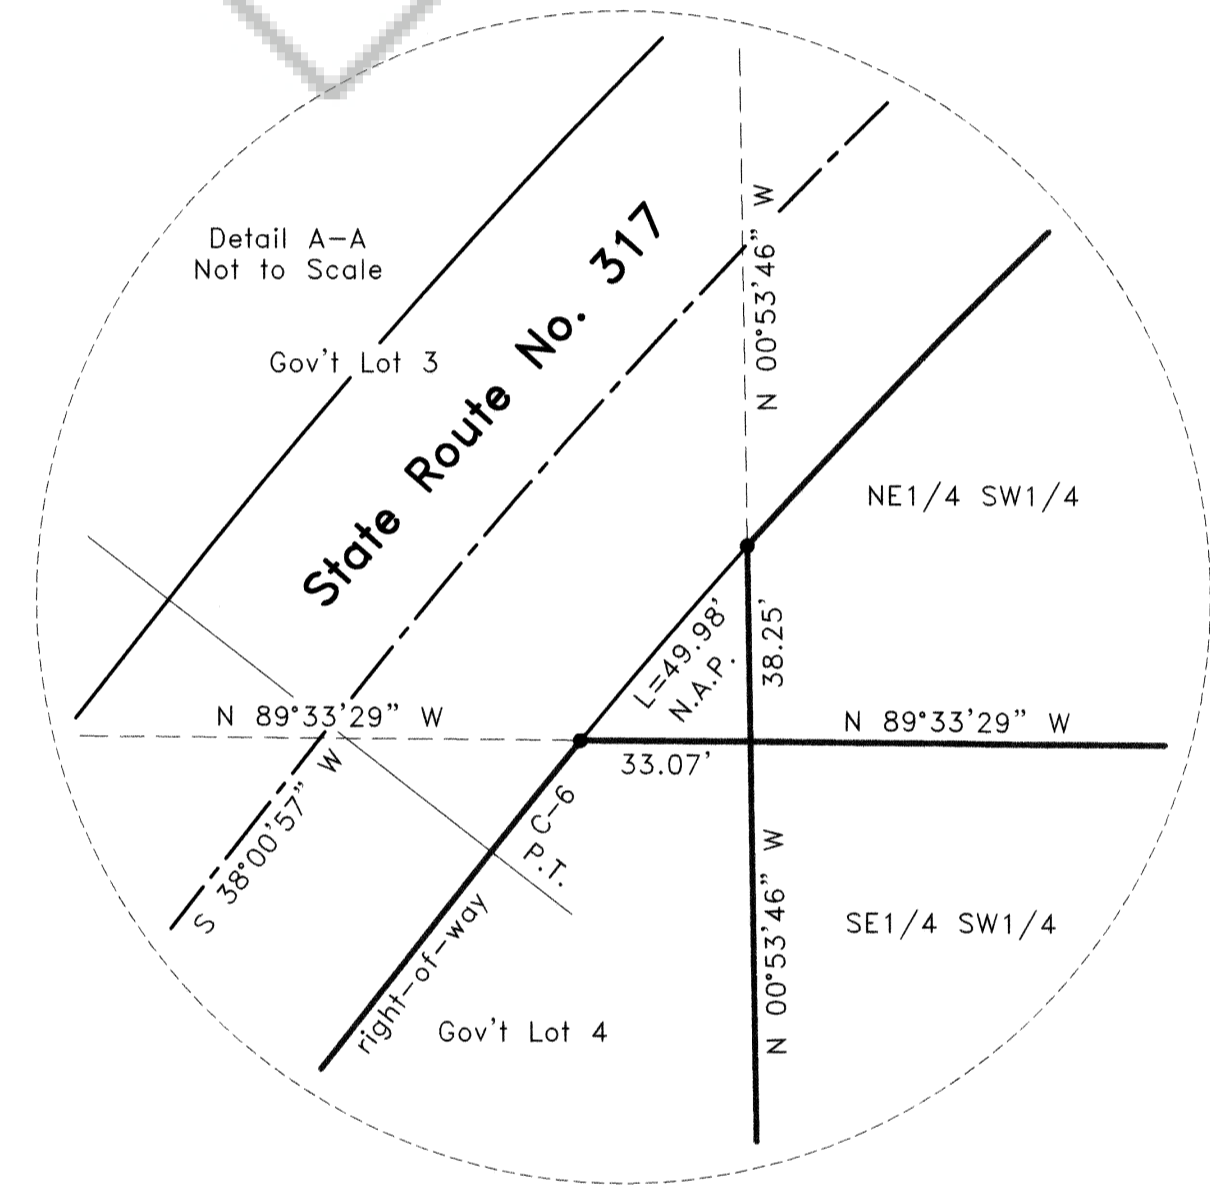 Detail A-A
Not to Scale
Gov't Lot 3
State Route No. 317
N 00°53'46" W
NE1/4 SW1/4
L=49.98'
N.A.P.
38.25'
N 89°33'29" W
N 89°33'29" W
33.07'
S 38°00'57" W
C-6
P.T.
right-of-way
Gov't Lot 4
N 00°53'46" W
SE1/4 SW1/4